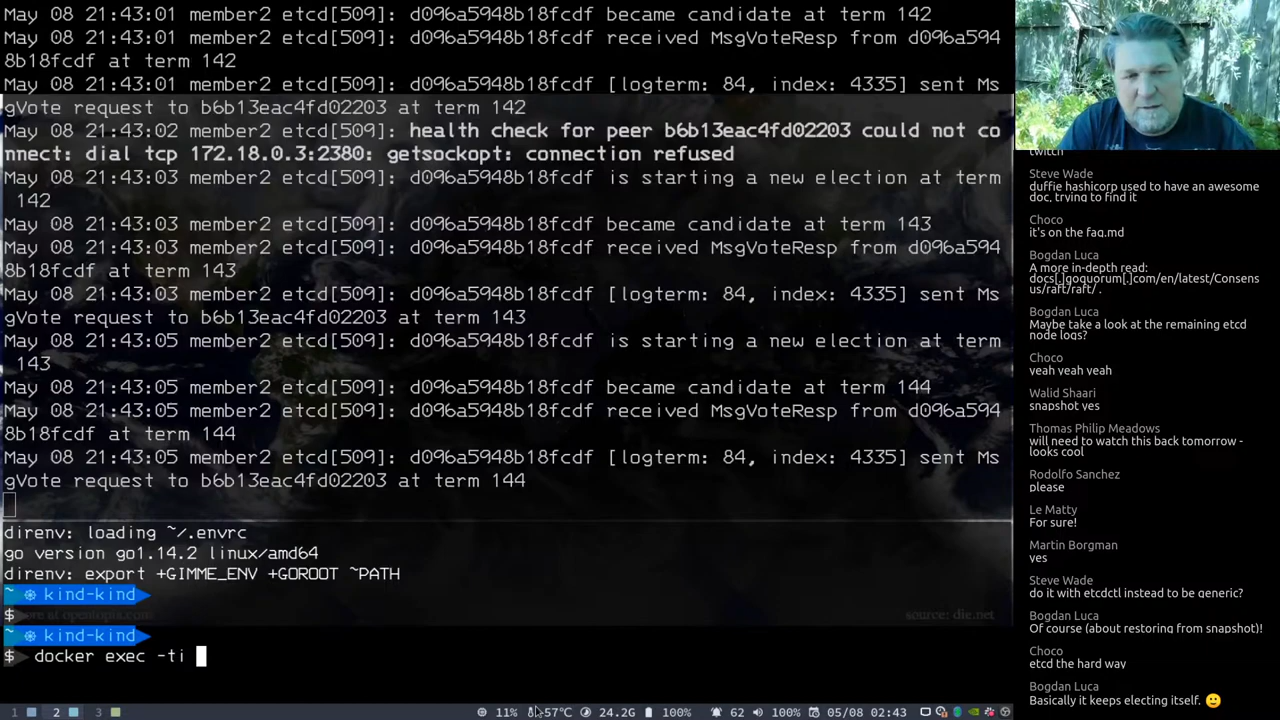 May 08 21:43:01 member2 etcd[509]: d096a5948b18fcdf became candidate at term 142
May 08 21:43:01 member2 etcd[509]: d096a5948b18fcdf received MsgVoteResp from d096a594
8b18fcdf at term 142
May 08 21:43:01 member2 etcd[509]: d096a5948b18fcdf [logterm: 84, index: 4335] sent Ms
gVote request to b6b13eac4fd02203 at term 142
May 08 21:43:02 member2 etcd[509]: health check for peer b6b13eac4fd02203 could not co
nnect: dial tcp 172.18.0.3:2380: getsockopt: connection refused
May 08 21:43:03 member2 etcd[509]: d096a5948b18fcdf is starting a new election at term
142
May 08 21:43:03 member2 etcd[509]: d096a5948b18fcdf became candidate at term 143
May 08 21:43:03 member2 etcd[509]: d096a5948b18fcdf received MsgVoteResp from d096a594
8b18fcdf at term 143
May 08 21:43:03 member2 etcd[509]: d096a5948b18fcdf [logterm: 84, index: 4335] sent Ms
gVote request to b6b13eac4fd02203 at term 143
May 08 21:43:05 member2 etcd[509]: d096a5948b18fcdf is starting a new election at term
143
May 08 21:43:05 member2 etcd[509]: d096a5948b18fcdf became candidate at term 144
May 08 21:43:05 member2 etcd[509]: d096a5948b18fcdf received MsgVoteResp from d096a594
8b18fcdf at term 144
May 08 21:43:05 member2 etcd[509]: d096a5948b18fcdf [logterm: 84, index: 4335] sent Ms
gVote request to b6b13eac4fd02203 at term 144
direnv: loading ~/.envrc
go version go1.14.2 linux/amd64
direnv: export +GIMME_ENV +GOROOT ~PATH
~ ⎈ kind-kind
$
source: die.net
~ ⎈ kind-kind
$ docker exec -ti
1 2 3
11% 57°C 24.2G 100% 62 100% 05/08 02:43
twitch
Steve Wade
duffie hashicorp used to have an awesome
doc, trying to find it
Choco
it's on the faq.md
Bogdan Luca
A more in-depth read:
docs[.]goquorum[.]com/en/latest/Consens
us/raft/raft/ .
Bogdan Luca
Maybe take a look at the remaining etcd
node logs?
Choco
yeah yeah yeah
Walid Shaari
snapshot yes
Thomas Philip Meadows
will need to watch this back tomorrow -
looks cool
Rodolfo Sanchez
please
Le Matty
For sure!
Martin Borgman
yes
Steve Wade
do it with etcdctl instead to be generic?
Bogdan Luca
Of course (about restoring from snapshot)!
Choco
etcd the hard way
Bogdan Luca
Basically it keeps electing itself. 🙂